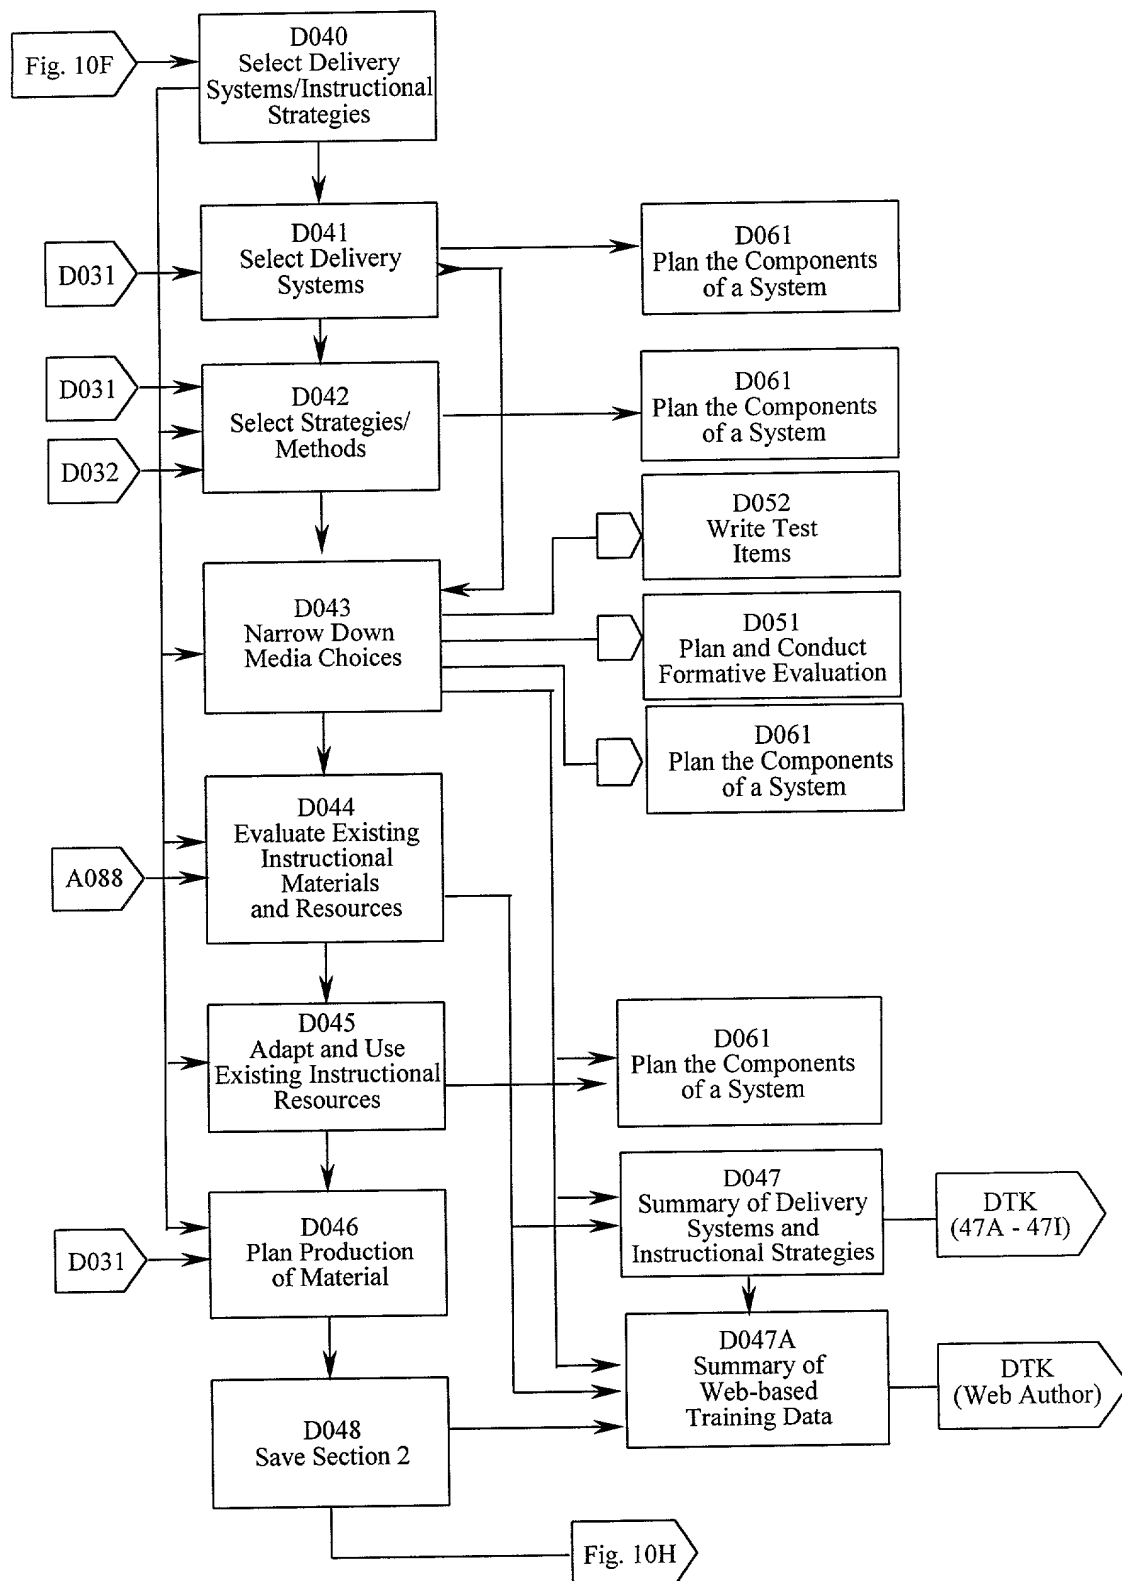 Fig. 10F
D040
Select Delivery
Systems/Instructional
Strategies
D031
D041
Select Delivery
Systems
D061
Plan the Components
of a System
D031
D032
D042
Select Strategies/
Methods
D061
Plan the Components
of a System
D052
Write Test
Items
D043
Narrow Down
Media Choices
D051
Plan and Conduct
Formative Evaluation
D061
Plan the Components
of a System
A088
D044
Evaluate Existing
Instructional
Materials
and Resources
D045
Adapt and Use
Existing Instructional
Resources
D061
Plan the Components
of a System
D031
D046
Plan Production
of Material
D047
Summary of Delivery
Systems and
Instructional Strategies
DTK
(47A - 47I)
D047A
Summary of
Web-based
Training Data
DTK
(Web Author)
D048
Save Section 2
Fig. 10H